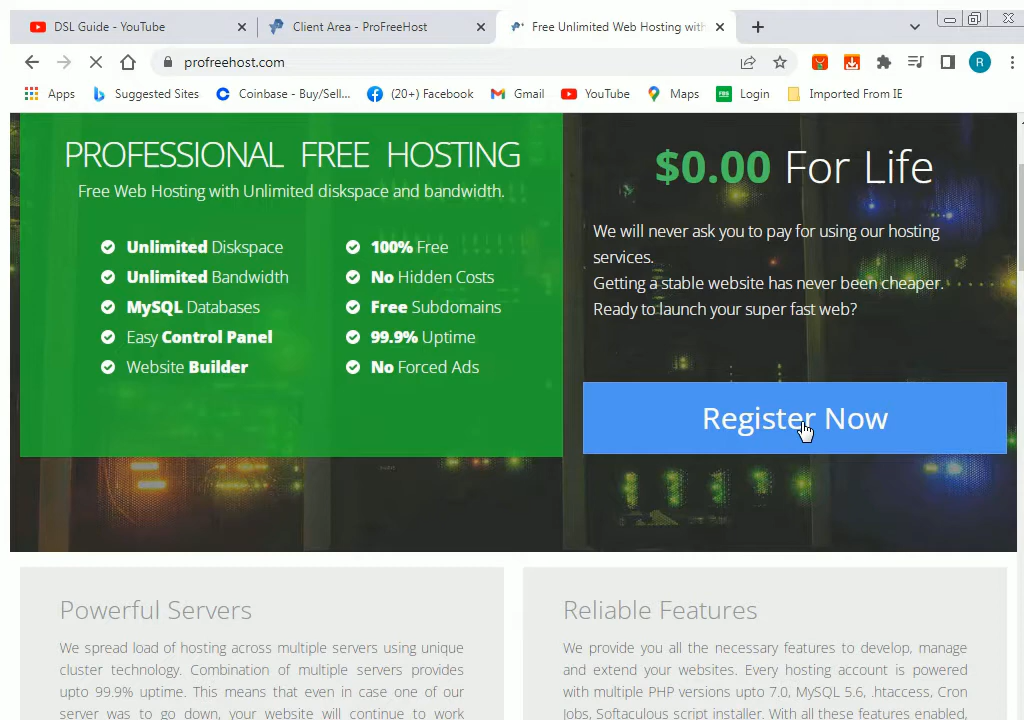 DSL Guide - YouTube
Client Area - ProFreeHost
Free Unlimited Web Hosting with
profreehost.com
R
Apps
Suggested Sites
Coinbase - Buy/Sell...
(20+) Facebook
Gmail
YouTube
Maps
FBS
Login
Imported From IE
PROFESSIONAL FREE HOSTING
Free Web Hosting with Unlimited diskspace and bandwidth.
Unlimited Diskspace
Unlimited Bandwidth
MySQL Databases
Easy Control Panel
Website Builder
100% Free
No Hidden Costs
Free Subdomains
99.9% Uptime
No Forced Ads
$0.00 For Life
We will never ask you to pay for using our hosting
services.
Getting a stable website has never been cheaper.
Ready to launch your super fast web?
Register Now
Powerful Servers
We spread load of hosting across multiple servers using unique
cluster technology. Combination of multiple servers provides
upto 99.9% uptime. This means that even in case one of our
server was to go down, your website will continue to work
Reliable Features
We provide you all the necessary features to develop, manage
and extend your websites. Every hosting account is powered
with multiple PHP versions upto 7.0, MySQL 5.6, .htaccess, Cron
Jobs, Softaculous script installer. With all these features enabled,